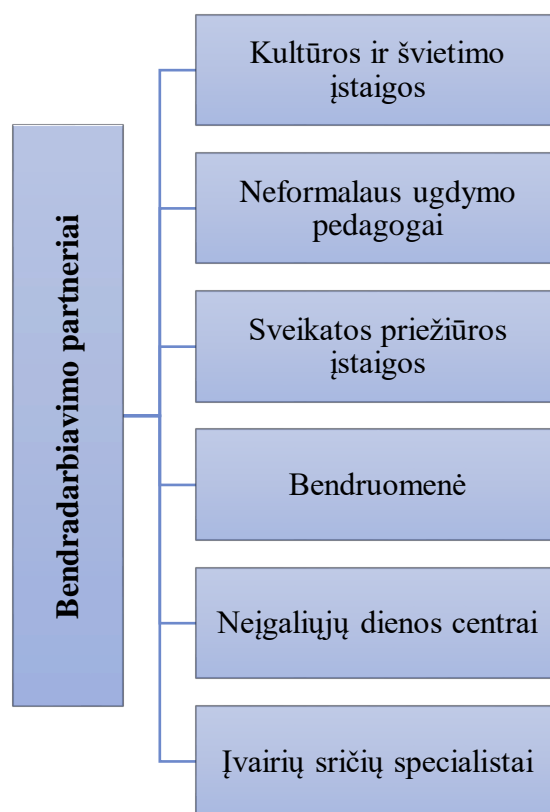 Bendradarbiavimo partneriai
Kultūros ir švietimo
įstaigos
Neformalaus ugdymo
pedagogai
Sveikatos priežiūros
įstaigos
Bendruomenė
Neįgaliųjų dienos centrai
Įvairių sričių specialistai